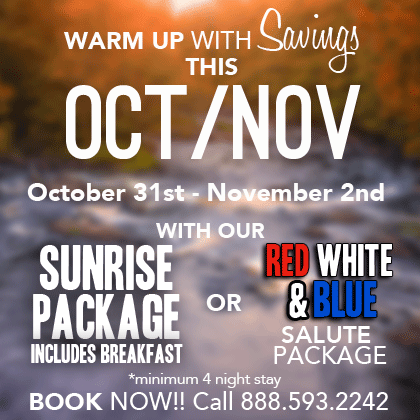 WARM UP WITH Savings
THIS
OCT/NOV
October 31st - November 2nd
WITH OUR
SUNRISE
PACKAGE
INCLUDES BREAKFAST
OR
RED WHITE
& BLUE
SALUTE
PACKAGE
*minimum 4 night stay
BOOK NOW!! Call 888.593.2242